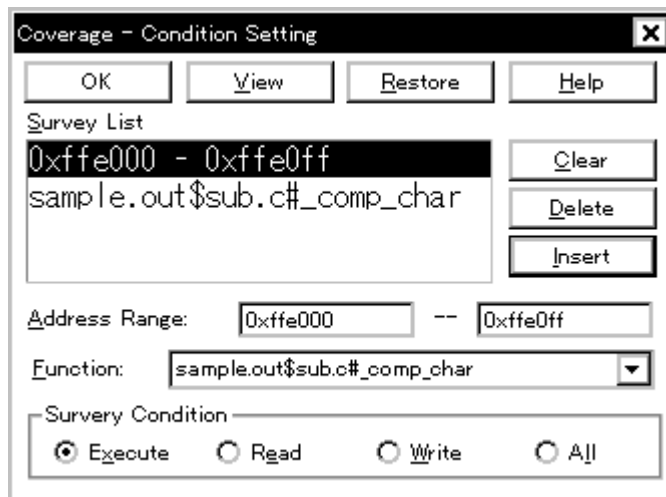 Coverage - Condition Setting
OK View Restore Help
Survey List
0xffe000 - 0xffe0ff
sample.out$sub.c#_comp_char
Clear
Delete
Insert
Address Range: 0xffe000 -- 0xffe0ff
Function: sample.out$sub.c#_comp_char
Survery Condition
Execute Read Write All